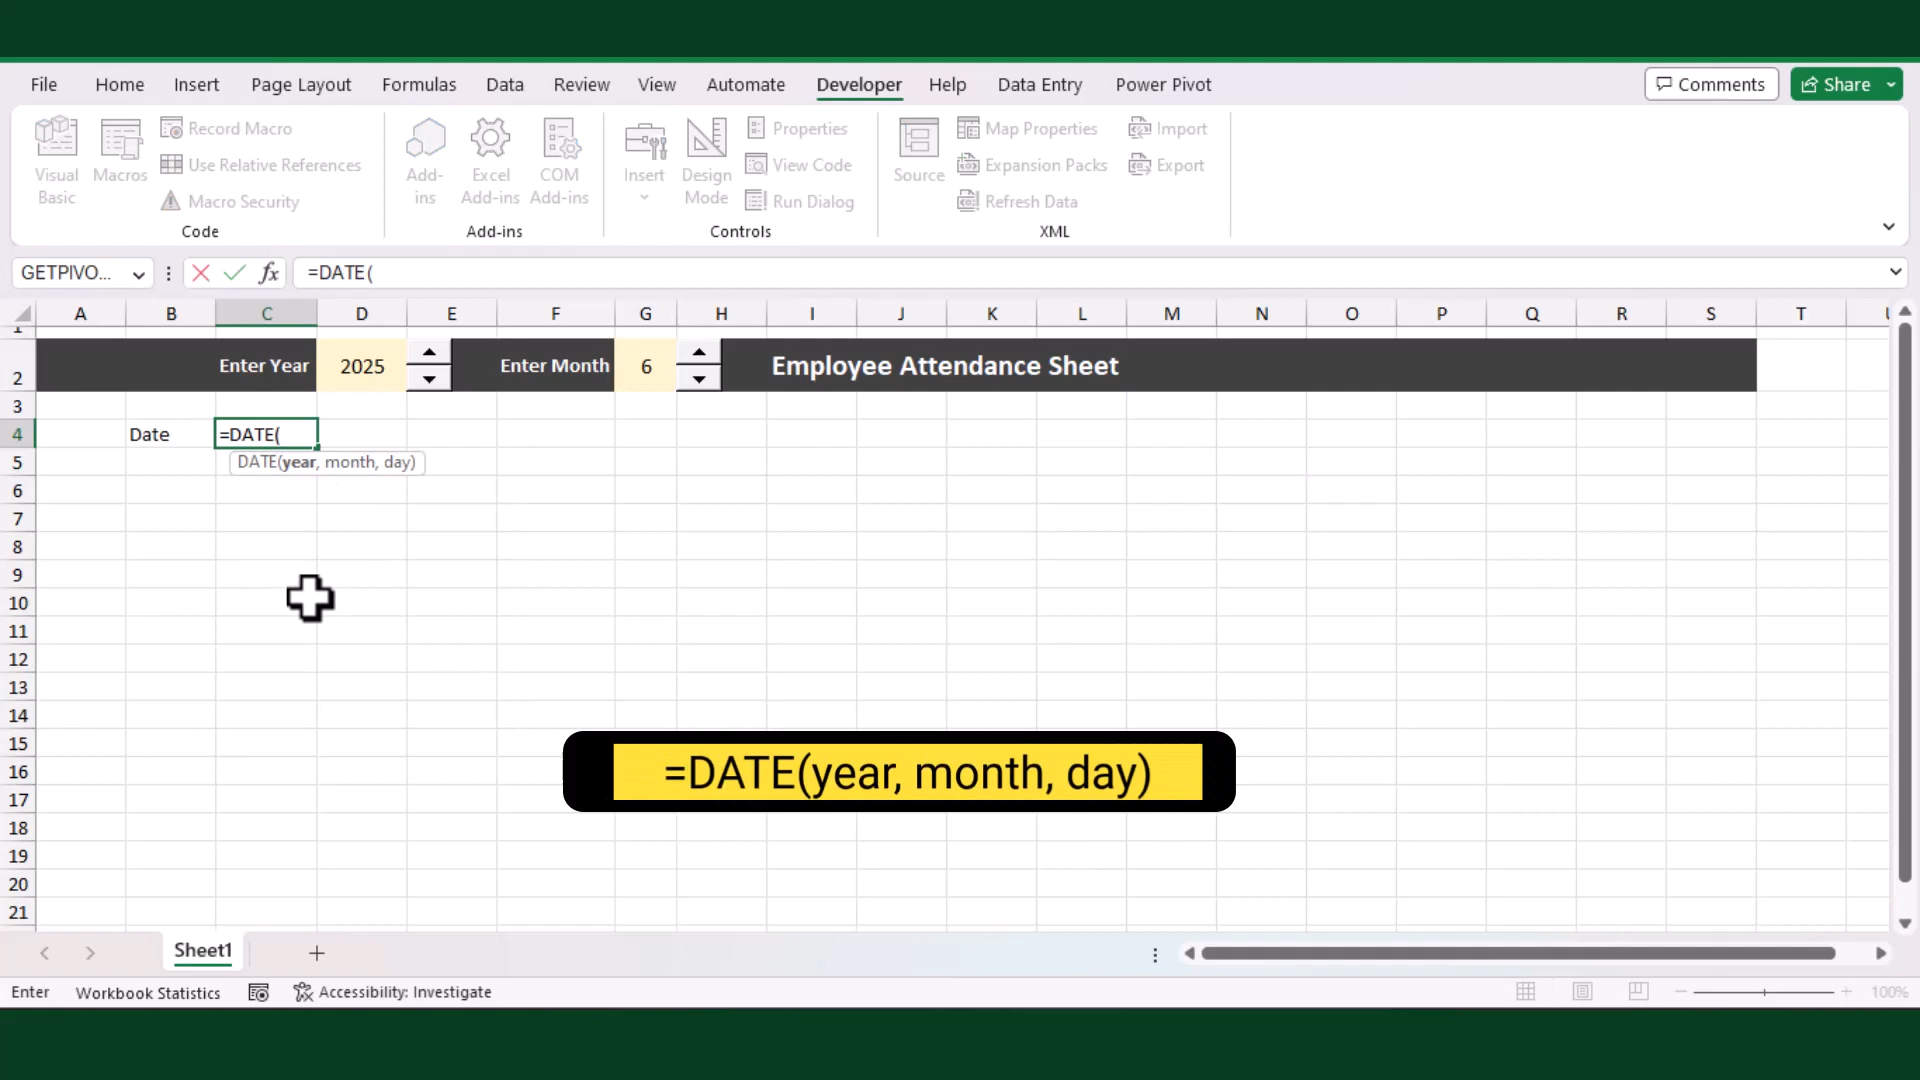 File Home Insert Page Layout Formulas Data Review View Automate Developer Help Data Entry Power Pivot Comments Share
Visual Basic
Macros
Record Macro
Use Relative References
Macro Security
Code
Add-ins
Excel Add-ins
COM Add-ins
Add-ins
Insert
Design Mode
Properties
View Code
Run Dialog
Controls
Source
Map Properties
Expansion Packs
Refresh Data
Import
Export
XML
GETPIVO... fx =DATE(
A B C D E F G H I J K L M N O P Q R S T
1
2 Enter Year 2025 Enter Month 6 Employee Attendance Sheet
3
4 Date =DATE(
DATE(year, month, day)
5
6
7
8
9
10
11
12
13
14
15
=DATE(year, month, day)
16
17
18
19
20
21
Sheet1
Enter Workbook Statistics Accessibility: Investigate 100%